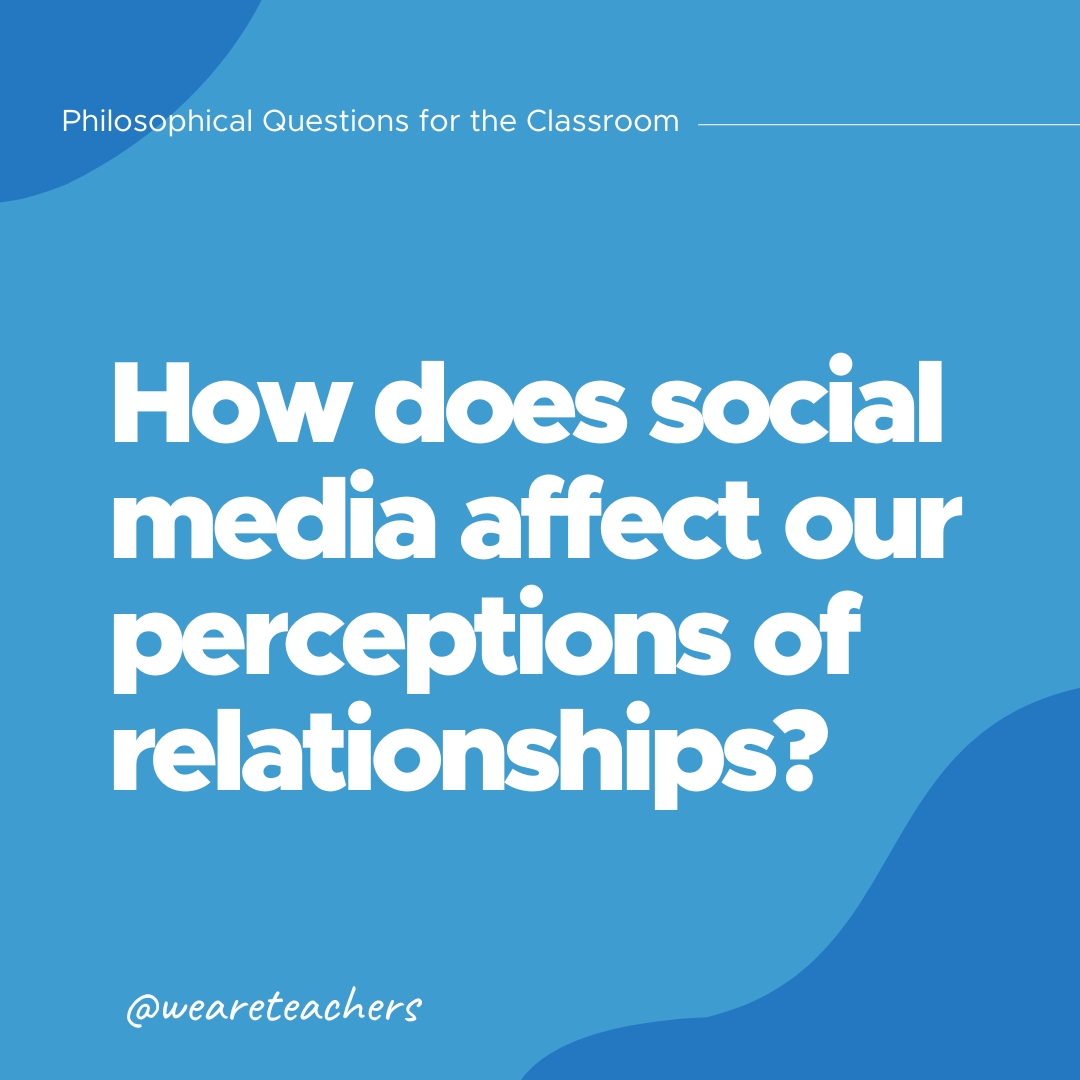 Philosophical Questions for the Classroom
How does social
media affect our
perceptions of
relationships?
@weareteachers